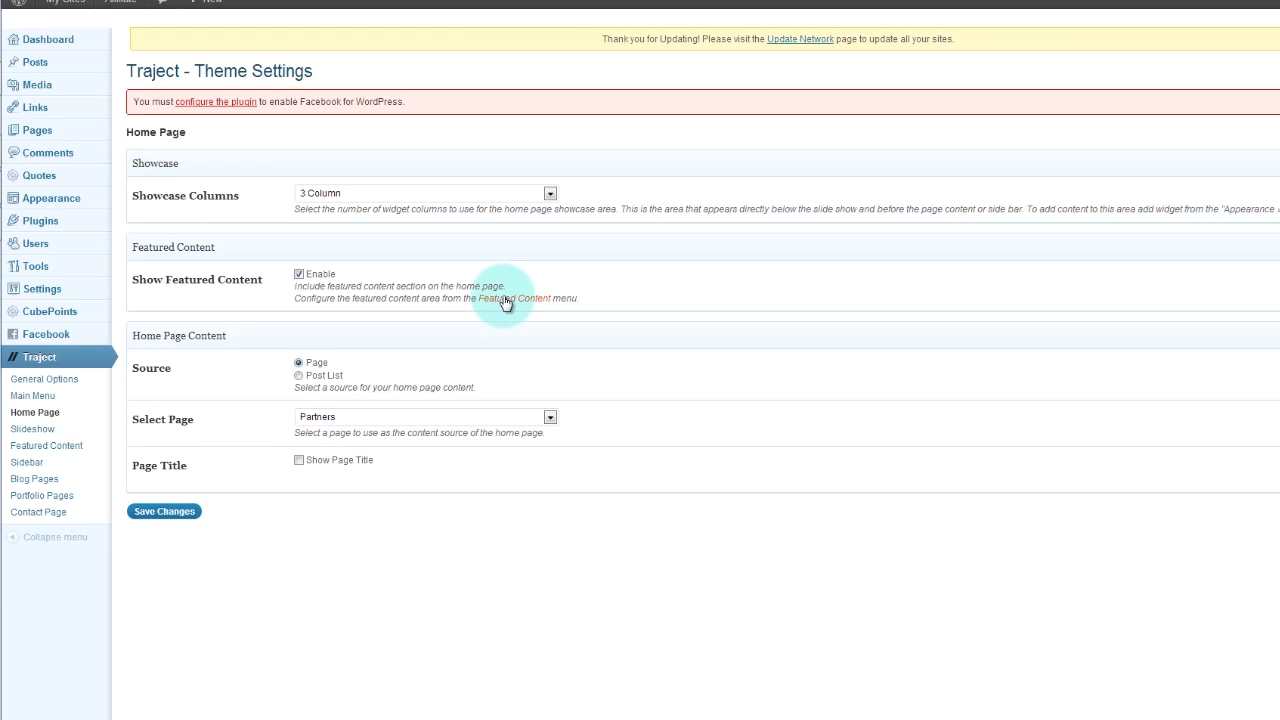 My Sites Affiliate + New
Thank you for Updating! Please visit the Update Network page to update all your sites.
Dashboard
Posts
Media
Links
Pages
Comments
Quotes
Appearance
Plugins
Users
Tools
Settings
CubePoints
Facebook
Traject
General Options
Main Menu
Home Page
Slideshow
Featured Content
Sidebar
Blog Pages
Portfolio Pages
Contact Page
Collapse menu
Traject - Theme Settings
You must configure the plugin to enable Facebook for WordPress.
Home Page
Showcase
Showcase Columns
3 Column
Select the number of widget columns to use for the home page showcase area. This is the area that appears directly below the slide show and before the page content or side bar. To add content to this area add widget from the "Appearance
Featured Content
Show Featured Content
Enable
Include featured content section on the home page.
Configure the featured content area from the Featured Content menu.
Home Page Content
Source
Page
Post List
Select a source for your home page content.
Select Page
Partners
Select a page to use as the content source of the home page.
Page Title
Show Page Title
Save Changes